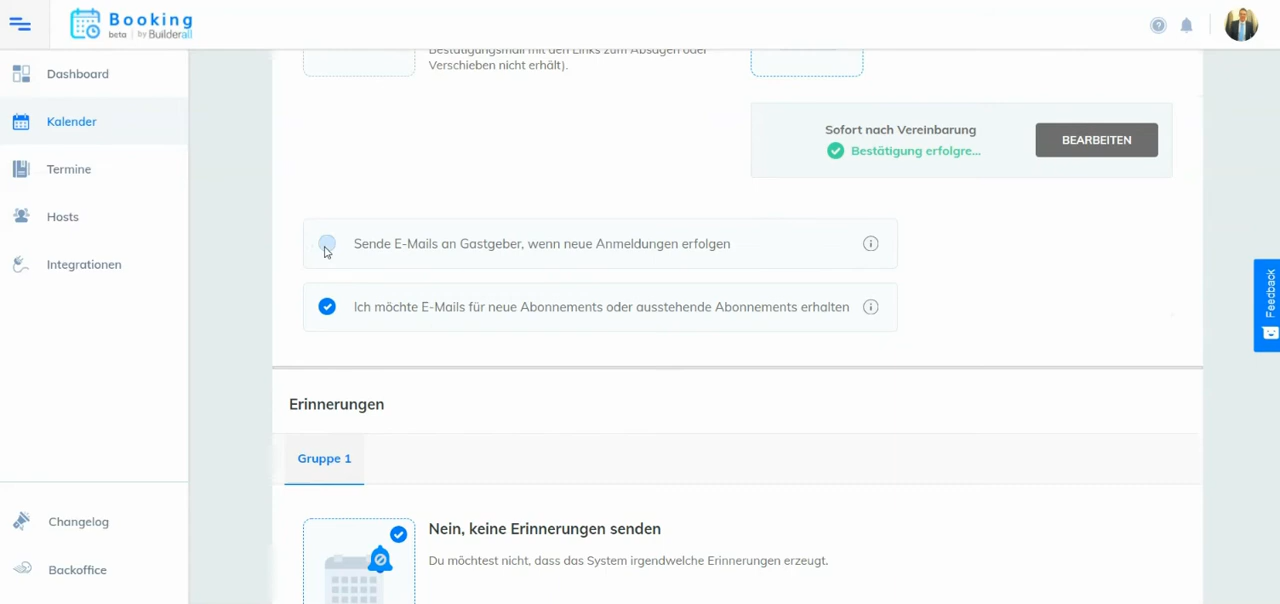 Booking
beta | by Builderall
Dashboard
Kalender
Termine
Hosts
Integrationen
Changelog
Backoffice
Bestätigungsmail mit den Links zum Absagen oder
Verschieben nicht erhält).
Sofort nach Vereinbarung
Bestätigung erfolgre...
BEARBEITEN
Sende E-Mails an Gastgeber, wenn neue Anmeldungen erfolgen
Ich möchte E-Mails für neue Abonnements oder ausstehende Abonnements erhalten
Feedback
Erinnerungen
Gruppe 1
Nein, keine Erinnerungen senden
Du möchtest nicht, dass das System irgendwelche Erinnerungen erzeugt.